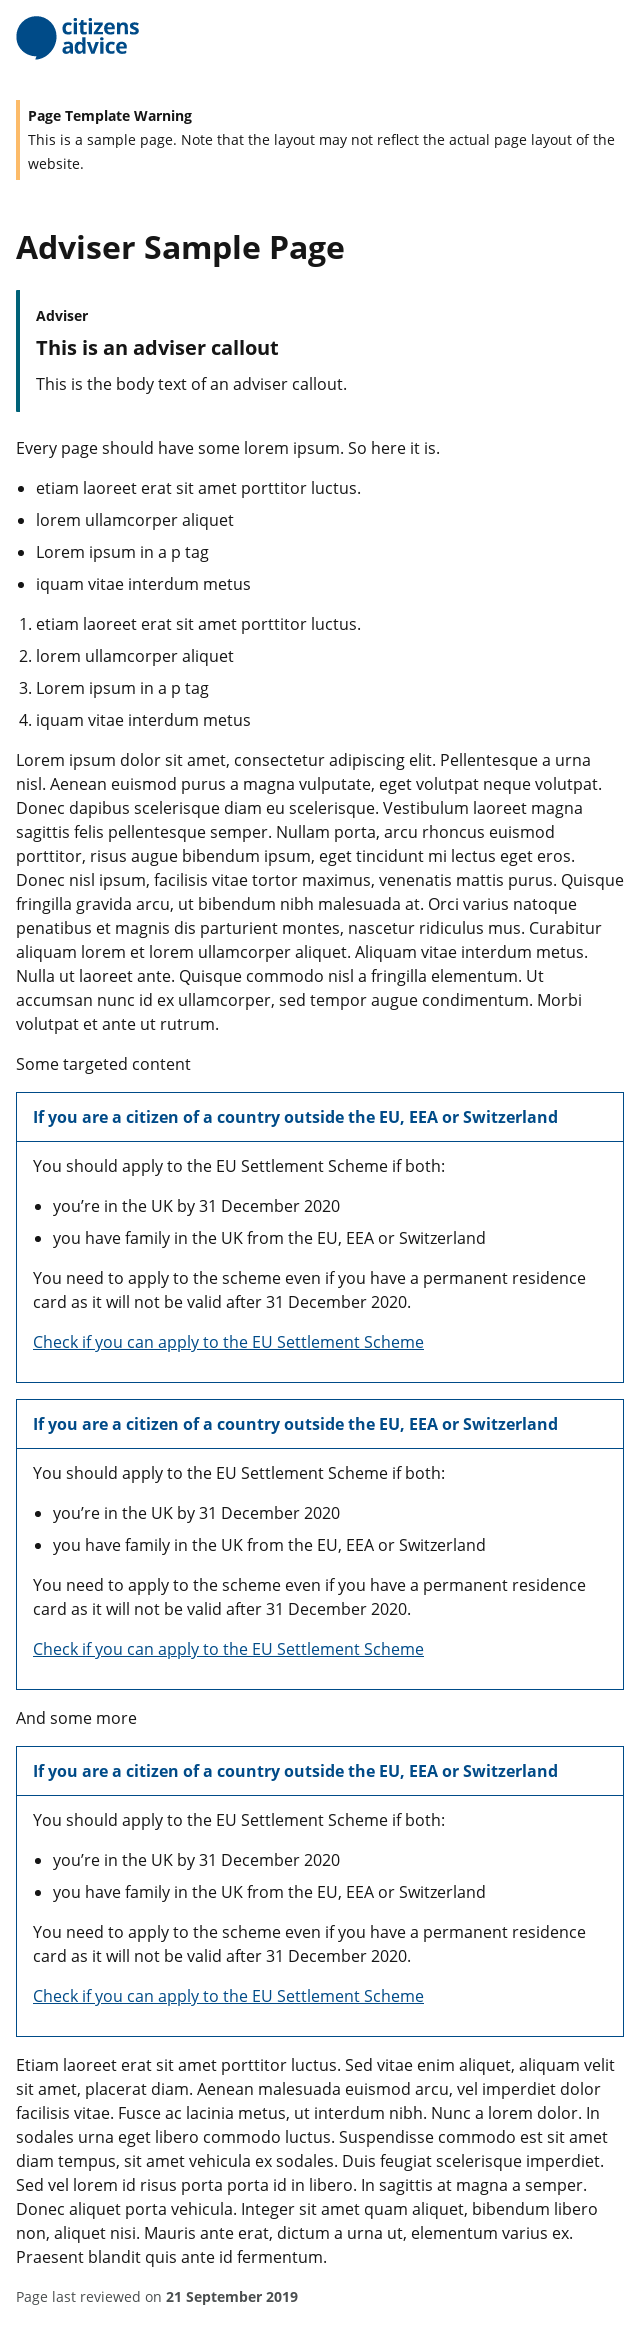 citizens
advice
Page Template Warning
This is a sample page. Note that the layout may not reflect the actual page layout of the
website.
Adviser Sample Page
Adviser
This is an adviser callout
This is the body text of an adviser callout.
Every page should have some lorem ipsum. So here it is.
• etiam laoreet erat sit amet porttitor luctus.
• lorem ullamcorper aliquet
• Lorem ipsum in a p tag
• iquam vitae interdum metus
1. etiam laoreet erat sit amet porttitor luctus.
2. lorem ullamcorper aliquet
3. Lorem ipsum in a p tag
4. iquam vitae interdum metus
Lorem ipsum dolor sit amet, consectetur adipiscing elit. Pellentesque a urna
nisl. Aenean euismod purus a magna vulputate, eget volutpat neque volutpat.
Donec dapibus scelerisque diam eu scelerisque. Vestibulum laoreet magna
sagittis felis pellentesque semper. Nullam porta, arcu rhoncus euismod
porttitor, risus augue bibendum ipsum, eget tincidunt mi lectus eget eros.
Donec nisl ipsum, facilisis vitae tortor maximus, venenatis mattis purus. Quisque
fringilla gravida arcu, ut bibendum nibh malesuada at. Orci varius natoque
penatibus et magnis dis parturient montes, nascetur ridiculus mus. Curabitur
aliquam lorem et lorem ullamcorper aliquet. Aliquam vitae interdum metus.
Nulla ut laoreet ante. Quisque commodo nisl a fringilla elementum. Ut
accumsan nunc id ex ullamcorper, sed tempor augue condimentum. Morbi
volutpat et ante ut rutrum.
Some targeted content
If you are a citizen of a country outside the EU, EEA or Switzerland
You should apply to the EU Settlement Scheme if both:
• you’re in the UK by 31 December 2020
• you have family in the UK from the EU, EEA or Switzerland
You need to apply to the scheme even if you have a permanent residence
card as it will not be valid after 31 December 2020.
Check if you can apply to the EU Settlement Scheme
If you are a citizen of a country outside the EU, EEA or Switzerland
You should apply to the EU Settlement Scheme if both:
• you’re in the UK by 31 December 2020
• you have family in the UK from the EU, EEA or Switzerland
You need to apply to the scheme even if you have a permanent residence
card as it will not be valid after 31 December 2020.
Check if you can apply to the EU Settlement Scheme
And some more
If you are a citizen of a country outside the EU, EEA or Switzerland
You should apply to the EU Settlement Scheme if both:
• you’re in the UK by 31 December 2020
• you have family in the UK from the EU, EEA or Switzerland
You need to apply to the scheme even if you have a permanent residence
card as it will not be valid after 31 December 2020.
Check if you can apply to the EU Settlement Scheme
Etiam laoreet erat sit amet porttitor luctus. Sed vitae enim aliquet, aliquam velit
sit amet, placerat diam. Aenean malesuada euismod arcu, vel imperdiet dolor
facilisis vitae. Fusce ac lacinia metus, ut interdum nibh. Nunc a lorem dolor. In
sodales urna eget libero commodo luctus. Suspendisse commodo est sit amet
diam tempus, sit amet vehicula ex sodales. Duis feugiat scelerisque imperdiet.
Sed vel lorem id risus porta porta id in libero. In sagittis at magna a semper.
Donec aliquet porta vehicula. Integer sit amet quam aliquet, bibendum libero
non, aliquet nisi. Mauris ante erat, dictum a urna ut, elementum varius ex.
Praesent blandit quis ante id fermentum.
Page last reviewed on 21 September 2019